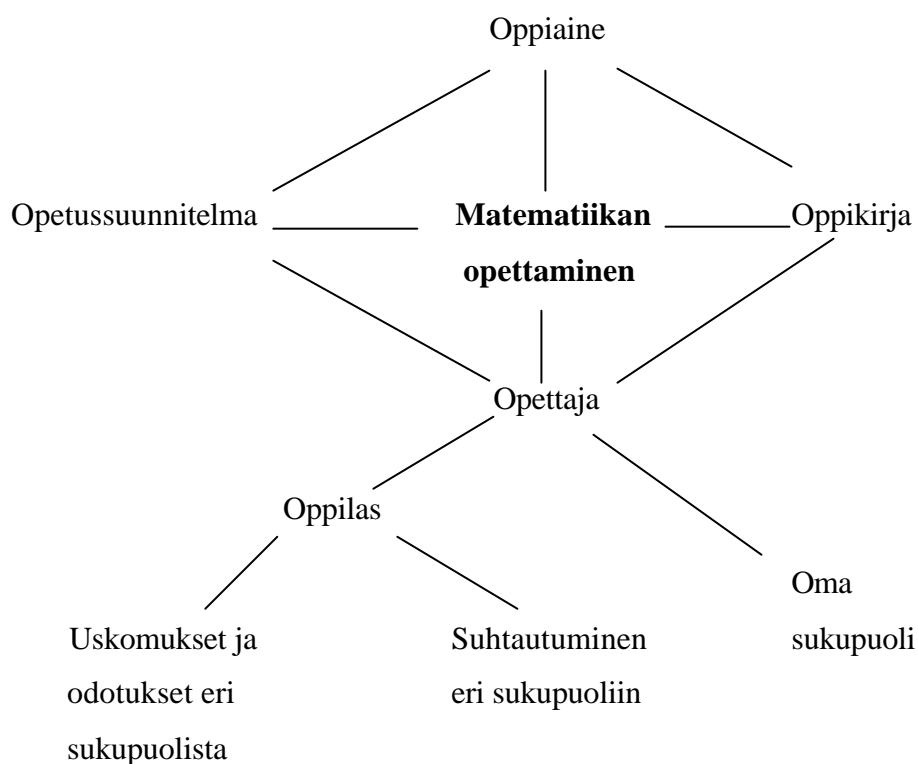 Oppiaine
Opetussuunnitelma
Matematiikan
opettaminen
Oppikirja
Opettaja
Oppilas
Oma
sukupuoli
Uskomukset ja
odotukset eri
sukupuolista
Suhtautuminen
eri sukupuoliin